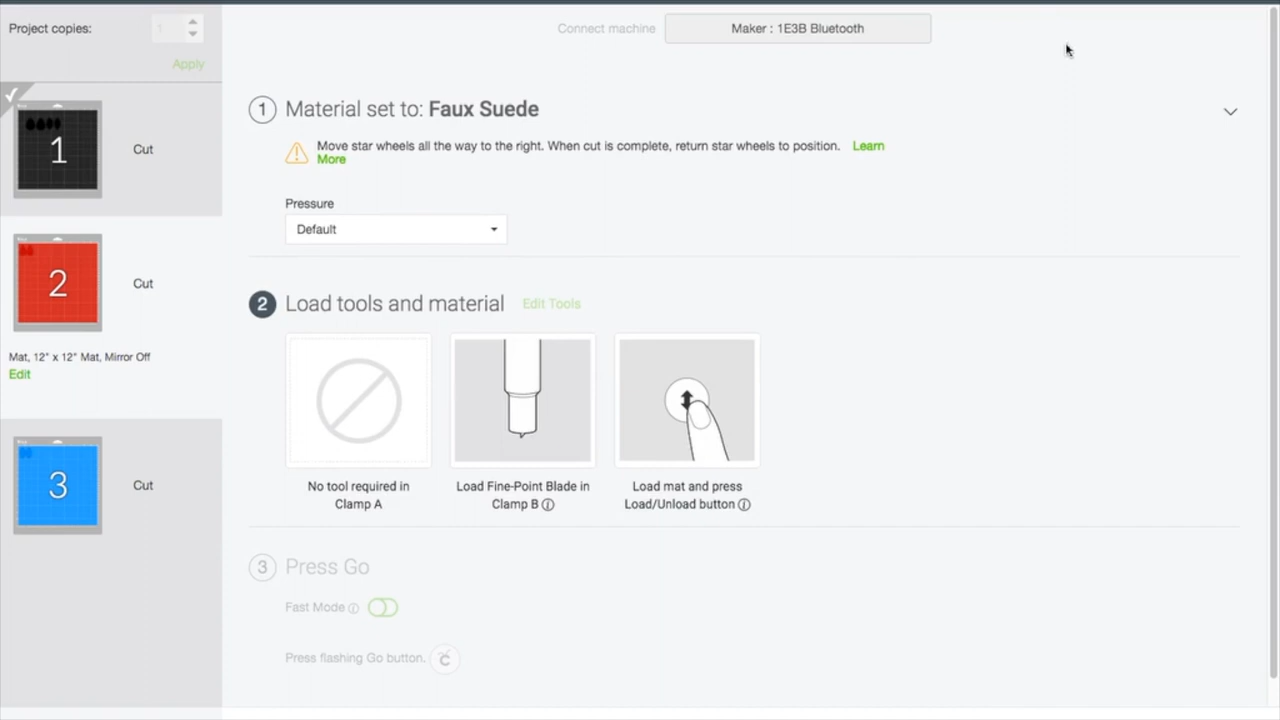 Project copies:
1
Apply
Connect machine
Maker : 1E3B Bluetooth
1
Cut
2
Cut
Mat, 12" x 12" Mat, Mirror Off
Edit
3
Cut
1 Material set to: Faux Suede
Move star wheels all the way to the right. When cut is complete, return star wheels to position. Learn
More
Pressure
Default
2 Load tools and material Edit Tools
No tool required in
Clamp A
Load Fine-Point Blade in
Clamp B
Load mat and press
Load/Unload button
3 Press Go
Fast Mode
Press flashing Go button.